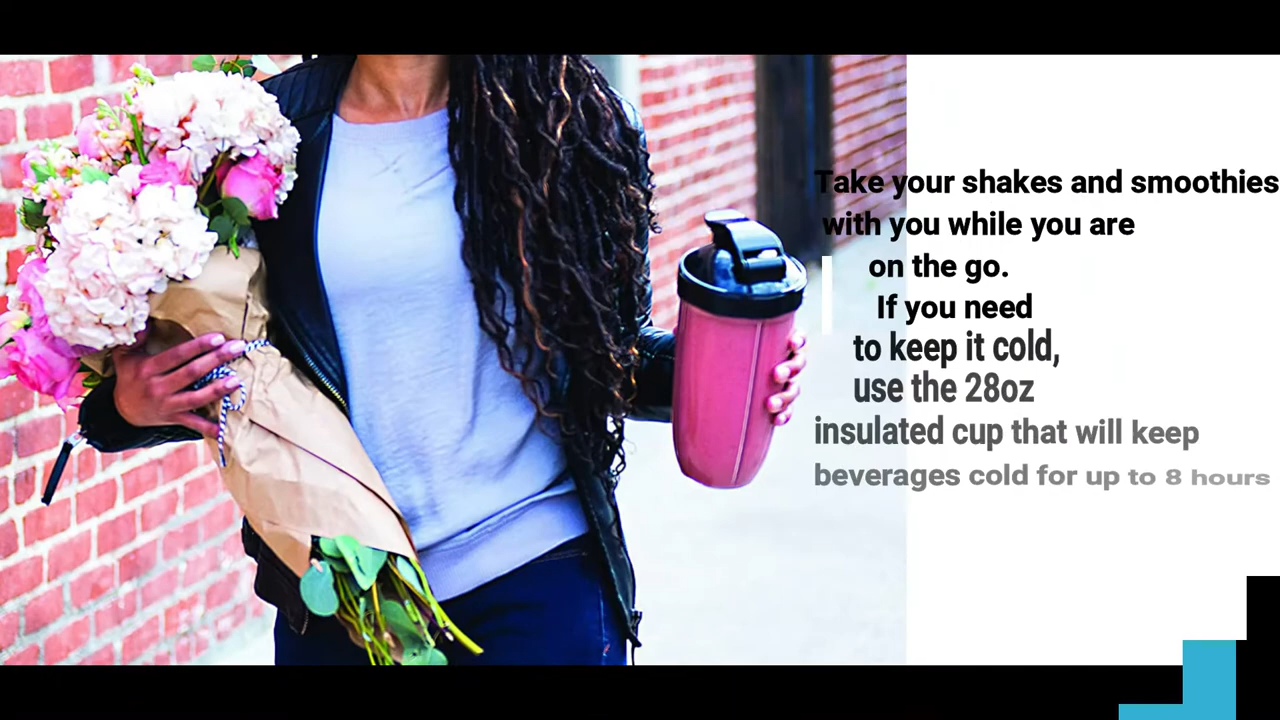 Take your shakes and smoothies
with you while you are
on the go.
If you need
to keep it cold,
use the 28oz
insulated cup that will keep
beverages cold for up to 8 hours